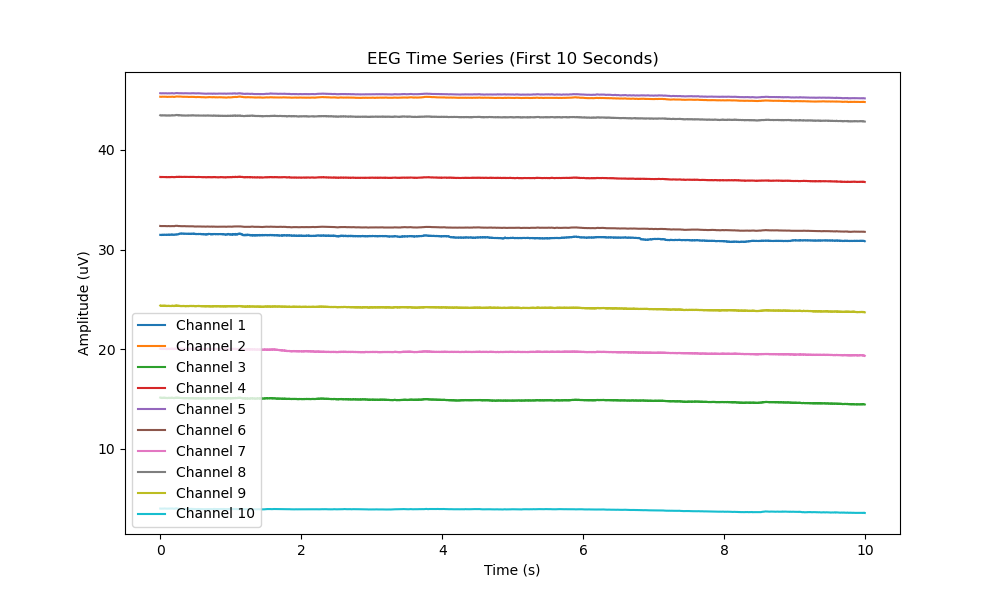 EEG Time Series (First 10 Seconds)
Amplitude (uV)
40
30
20
10
Channel 1
Channel 2
Channel 3
Channel 4
Channel 5
Channel 6
Channel 7
Channel 8
Channel 9
Channel 10
0
2
4
6
8
10
Time (s)